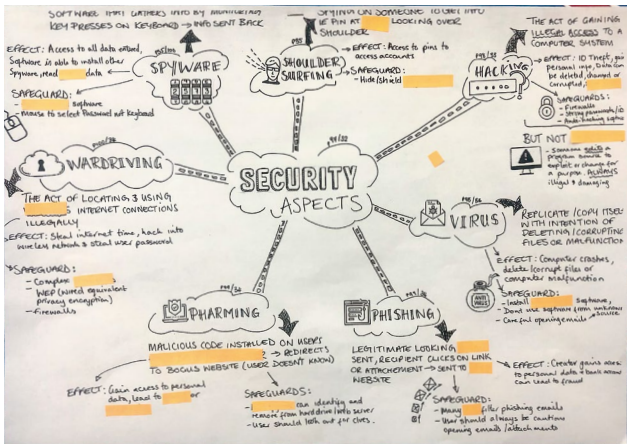 SOFTWARE THAT GATHERS INFO BY MONITORING
KEY PRESSES ON KEYBOARD → INFO SENT BACK
EFFECT: Access to all data entered,
Software is able to install other
Spyware, read data
SAFEGUARD:
- software
- Mouse to select Password not keyboard
SPYWARE
SPYING ON SOMEONE TO GET INFO
IE PIN AT LOOKING OVER
SHOULDER
EFFECT: Access to pins to
access accounts
SAFEGUARD:
- Hide/shield
SHOULDER
SURFING
THE ACT OF GAINING
ILLEGAL ACCESS TO A
COMPUTER SYSTEM
EFFECT: ID Theft, gain
personal info, Data can
be deleted, changed or
corrupted,
SAFEGUARDS:
- Firewalls
- Strong passwords/id
- Anti-hacking
BUT NOT
- Someone edits a
program source to
exploit or change for
a purpose. ALWAYS
illegal & damaging
HACKING
WARDRIVING
THE ACT OF LOCATING & USING
INTERNET CONNECTIONS
ILLEGALLY
EFFECT: Steal internet time, hack into
wireless network & steal user password
SAFEGUARD:
- Complex
- WEP (wired equivalent
privacy encryption)
- Firewalls
SECURITY
ASPECTS
VIRUS
REPLICATE/COPY ITSELF
WITH INTENTION OF
DELETING/CORRUPTING
FILES OR MALFUNCTION
EFFECT: Computer crashes,
delete/corrupt files or
computer malfunction
ANTI
VIRUS
SAFEGUARD:
- Install Software,
- Dont use software from unknown
source
- Careful opening emails
PHARMING
MALICIOUS CODE INSTALLED ON USERS
→ REDIRECTS
TO BOGUS WEBSITE (USER DOESN'T KNOW)
EFFECT: Gain access to personal
data, lead to or
SAFEGUARDS:
- can identify and
remove from hard drive/web server
- User should look out for clues.
PHISHING
LEGITIMATE LOOKING
SENT, RECIPIENT CLICKS ON LINK
OR ATTACHMENT → SENT TO
WEBSITE
EFFECT: Creator gains access
to personal data & bank
can lead to fraud
SAFEGUARD:
- Many filter phishing emails
- User should always be cautious
opening emails/attachments